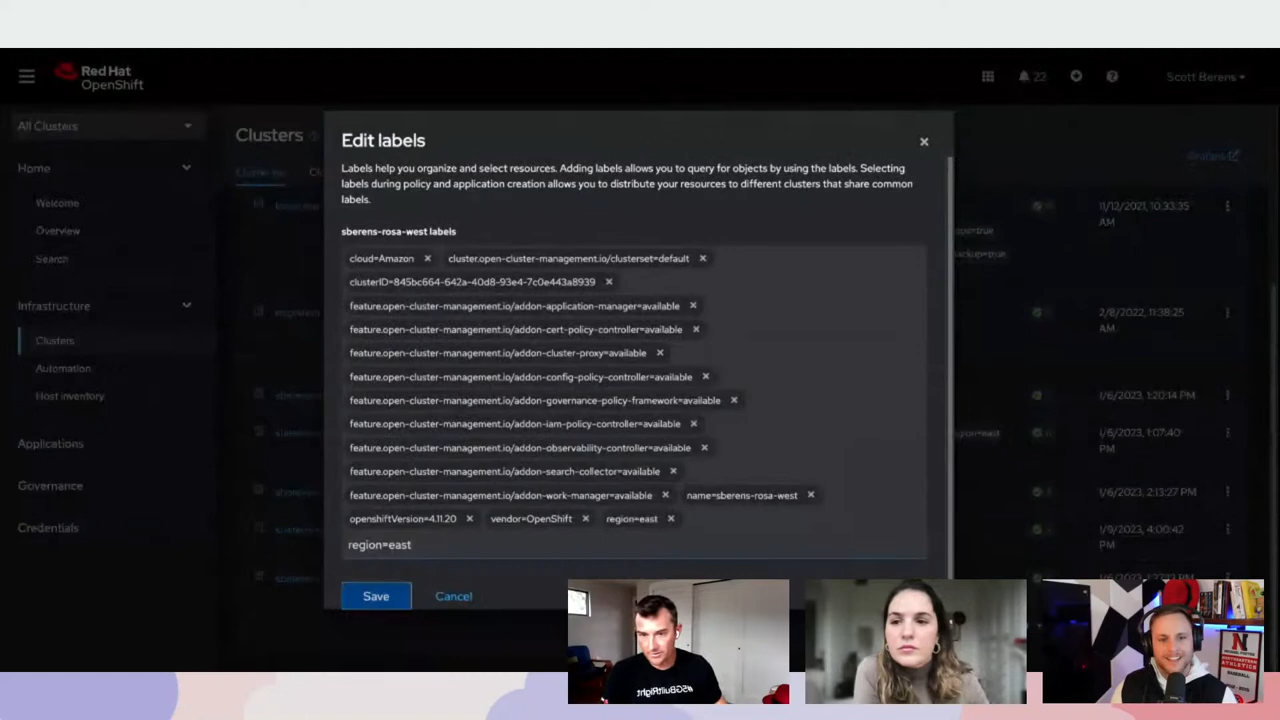 Red Hat
OpenShift
22
Scott Berens
All Clusters
Clusters
Home
Welcome
Overview
Search
Infrastructure
Clusters
Automation
Host inventory
Applications
Governance
Credentials
Edit labels
Labels help you organize and select resources. Adding labels allows you to query for objects by using the labels. Selecting
labels during policy and application creation allows you to distribute your resources to different clusters that share common
labels.
sberens-rosa-west labels
cloud=Amazon cluster.open-cluster-management.io/clusterset=default
clusterID=845bc664-642a-40d8-93e4-7c0e443a8939
feature.open-cluster-management.io/addon-application-manager=available
feature.open-cluster-management.io/addon-cert-policy-controller=available
feature.open-cluster-management.io/addon-cluster-proxy=available
feature.open-cluster-management.io/addon-config-policy-controller=available
feature.open-cluster-management.io/addon-governance-policy-framework=available
feature.open-cluster-management.io/addon-iam-policy-controller=available
feature.open-cluster-management.io/addon-observability-controller=available
feature.open-cluster-management.io/addon-search-collector=available
feature.open-cluster-management.io/addon-work-manager=available name=sberens-rosa-west
openshiftVersion=4.11.20 vendor=OpenShift region=east
region=east
Save Cancel
11/12/2021, 10:33:35
AM
2/8/2022, 11:38:25
AM
1/6/2023, 1:20:14 PM
region=east
1/6/2023, 1:07:40
PM
1/6/2023, 2:13:27 PM
1/9/2023, 4:00:42
PM
#SGBuiltRight
N
NORTHEASTERN
ATHLETICS
BASEBALL